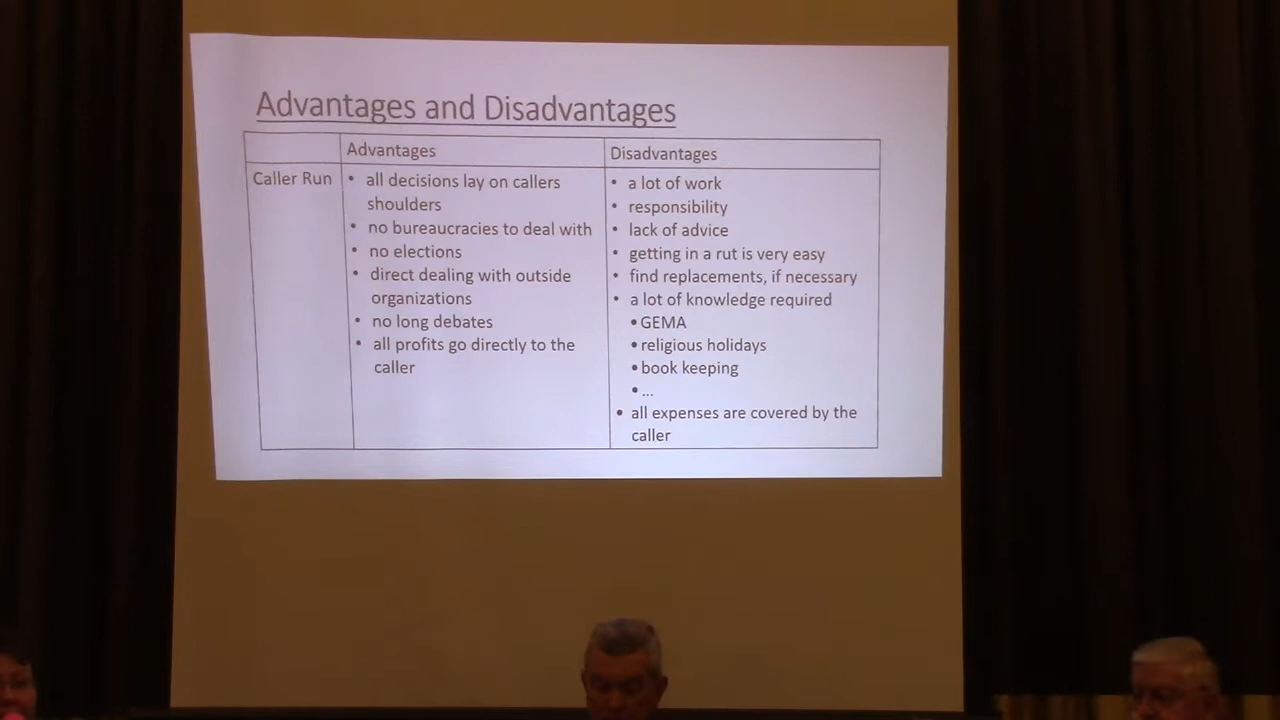 Advantages and Disadvantages
Advantages
Disadvantages
Caller Run
• all decisions lay on callers
shoulders
• no bureaucracies to deal with
• no elections
• direct dealing with outside
organizations
• no long debates
• all profits go directly to the
caller
• a lot of work
• responsibility
• lack of advice
• getting in a rut is very easy
• find replacements, if necessary
• a lot of knowledge required
• GEMA
• religious holidays
• book keeping
• ...
• all expenses are covered by the
caller